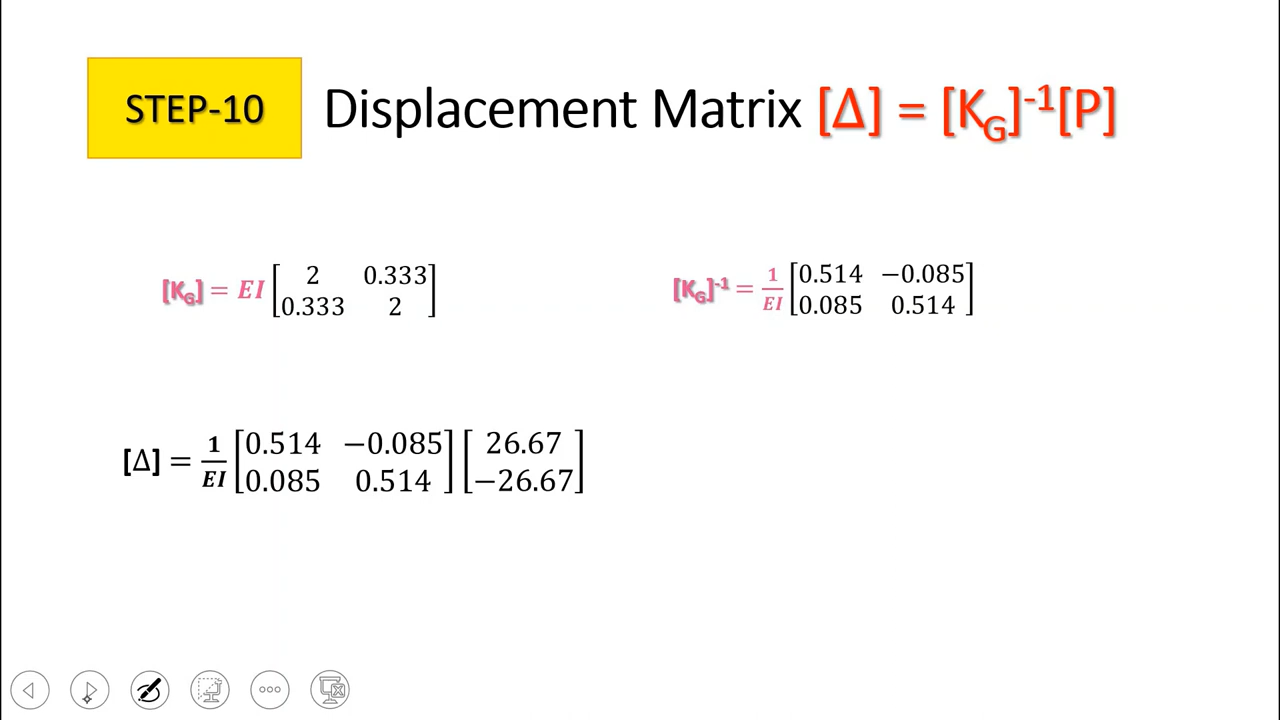 STEP-10 Displacement Matrix [Δ] = [K_G]⁻¹[P]
[K_G] = EI [2 0.333; 0.333 2] [K_G]⁻¹ = 1/EI [0.514 −0.085; 0.085 0.514]
[Δ] = 1/EI [0.514 −0.085; 0.085 0.514] [26.67; −26.67]